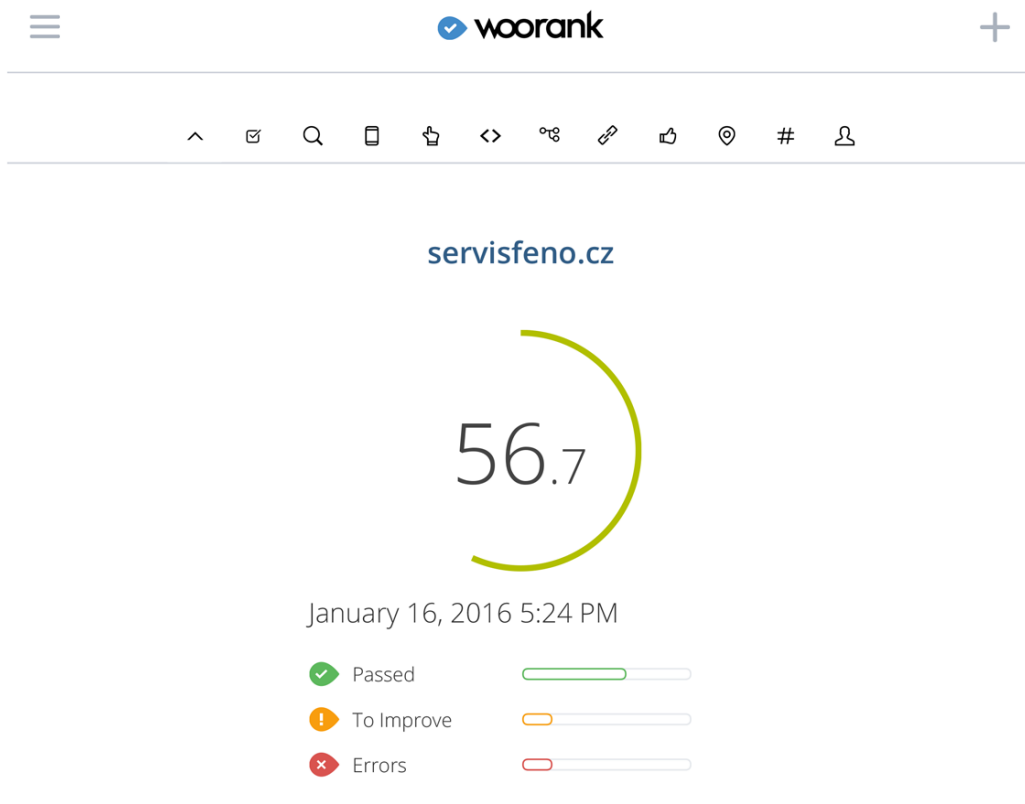 woorank
servisfeno.cz
56.7
January 16, 2016 5:24 PM
Passed
To Improve
Errors